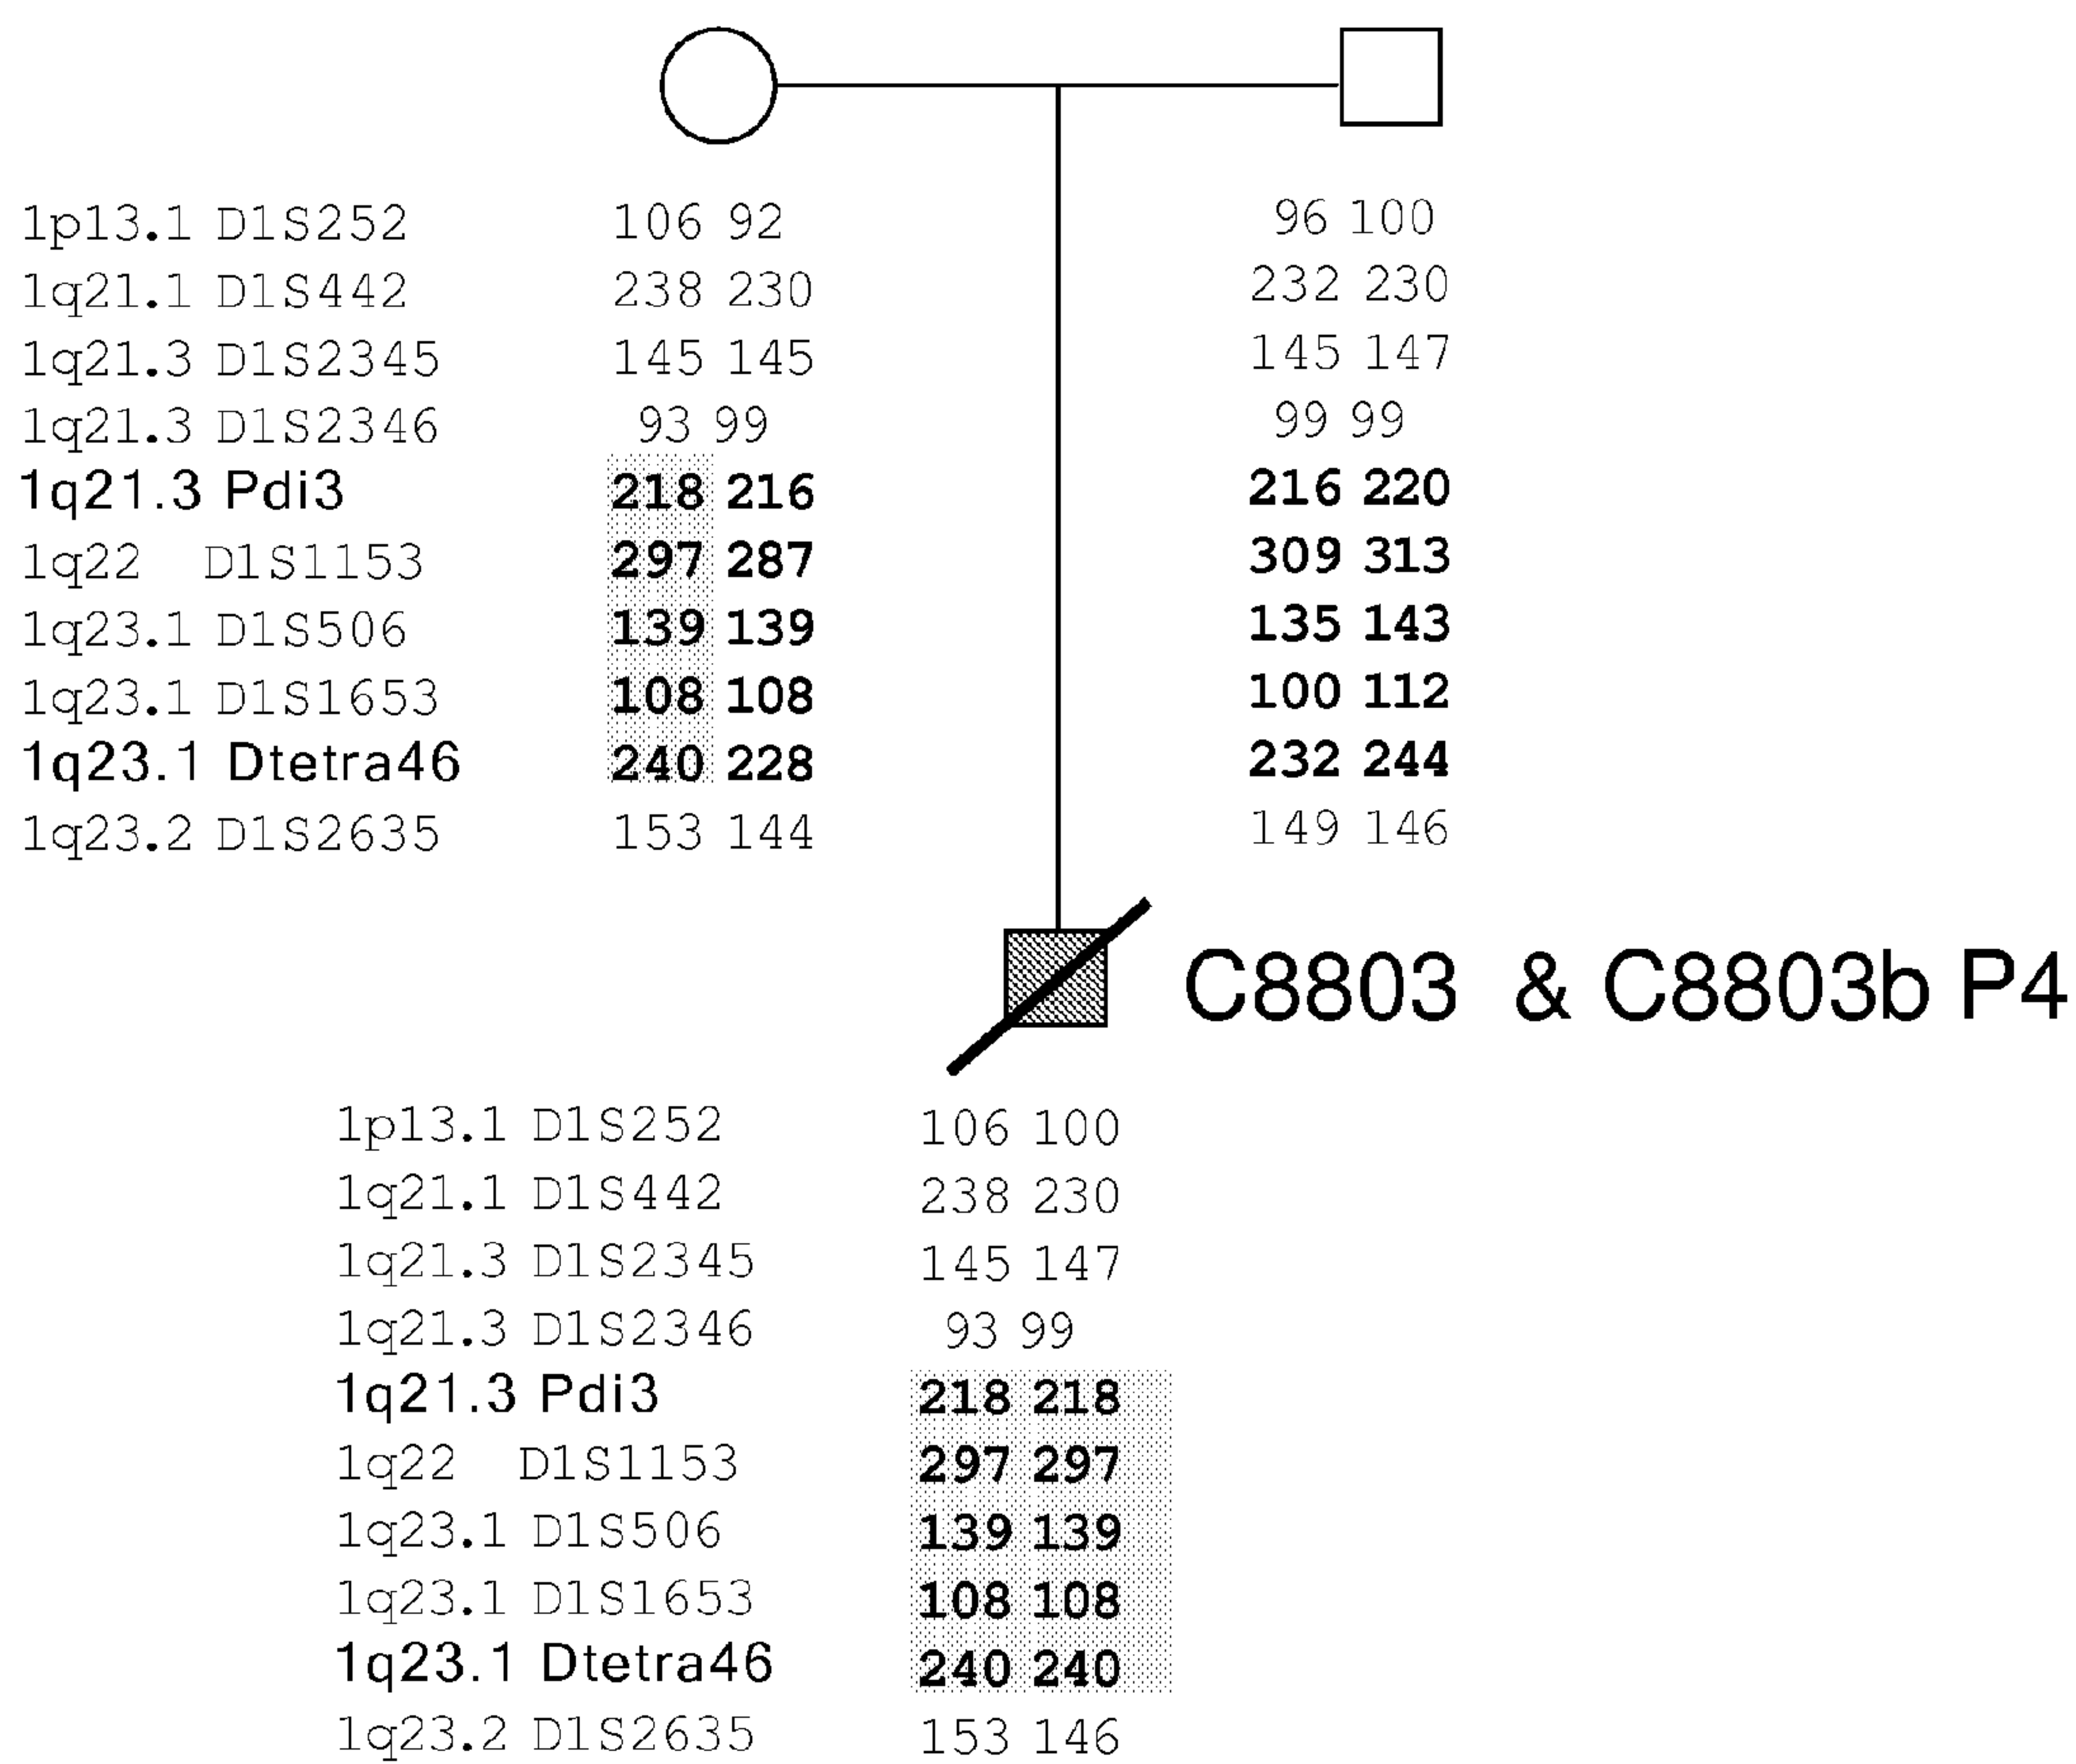 1p13.1 D1S252 106 92 96 100
1q21.1 D1S442 238 230 232 230
1q21.3 D1S2345 145 145 145 147
1q21.3 D1S2346 93 99 99 99
1q21.3 Pdi3 218 216 216 220
1q22 D1S1153 297 287 309 313
1q23.1 D1S506 139 139 135 143
1q23.1 D1S1653 108 108 100 112
1q23.1 Dtetra46 240 228 232 244
1q23.2 D1S2635 153 144 149 146
C8803 & C8803b P4
1p13.1 D1S252 106 100
1q21.1 D1S442 238 230
1q21.3 D1S2345 145 147
1q21.3 D1S2346 93 99
1q21.3 Pdi3 218 218
1q22 D1S1153 297 297
1q23.1 D1S506 139 139
1q23.1 D1S1653 108 108
1q23.1 Dtetra46 240 240
1q23.2 D1S2635 153 146